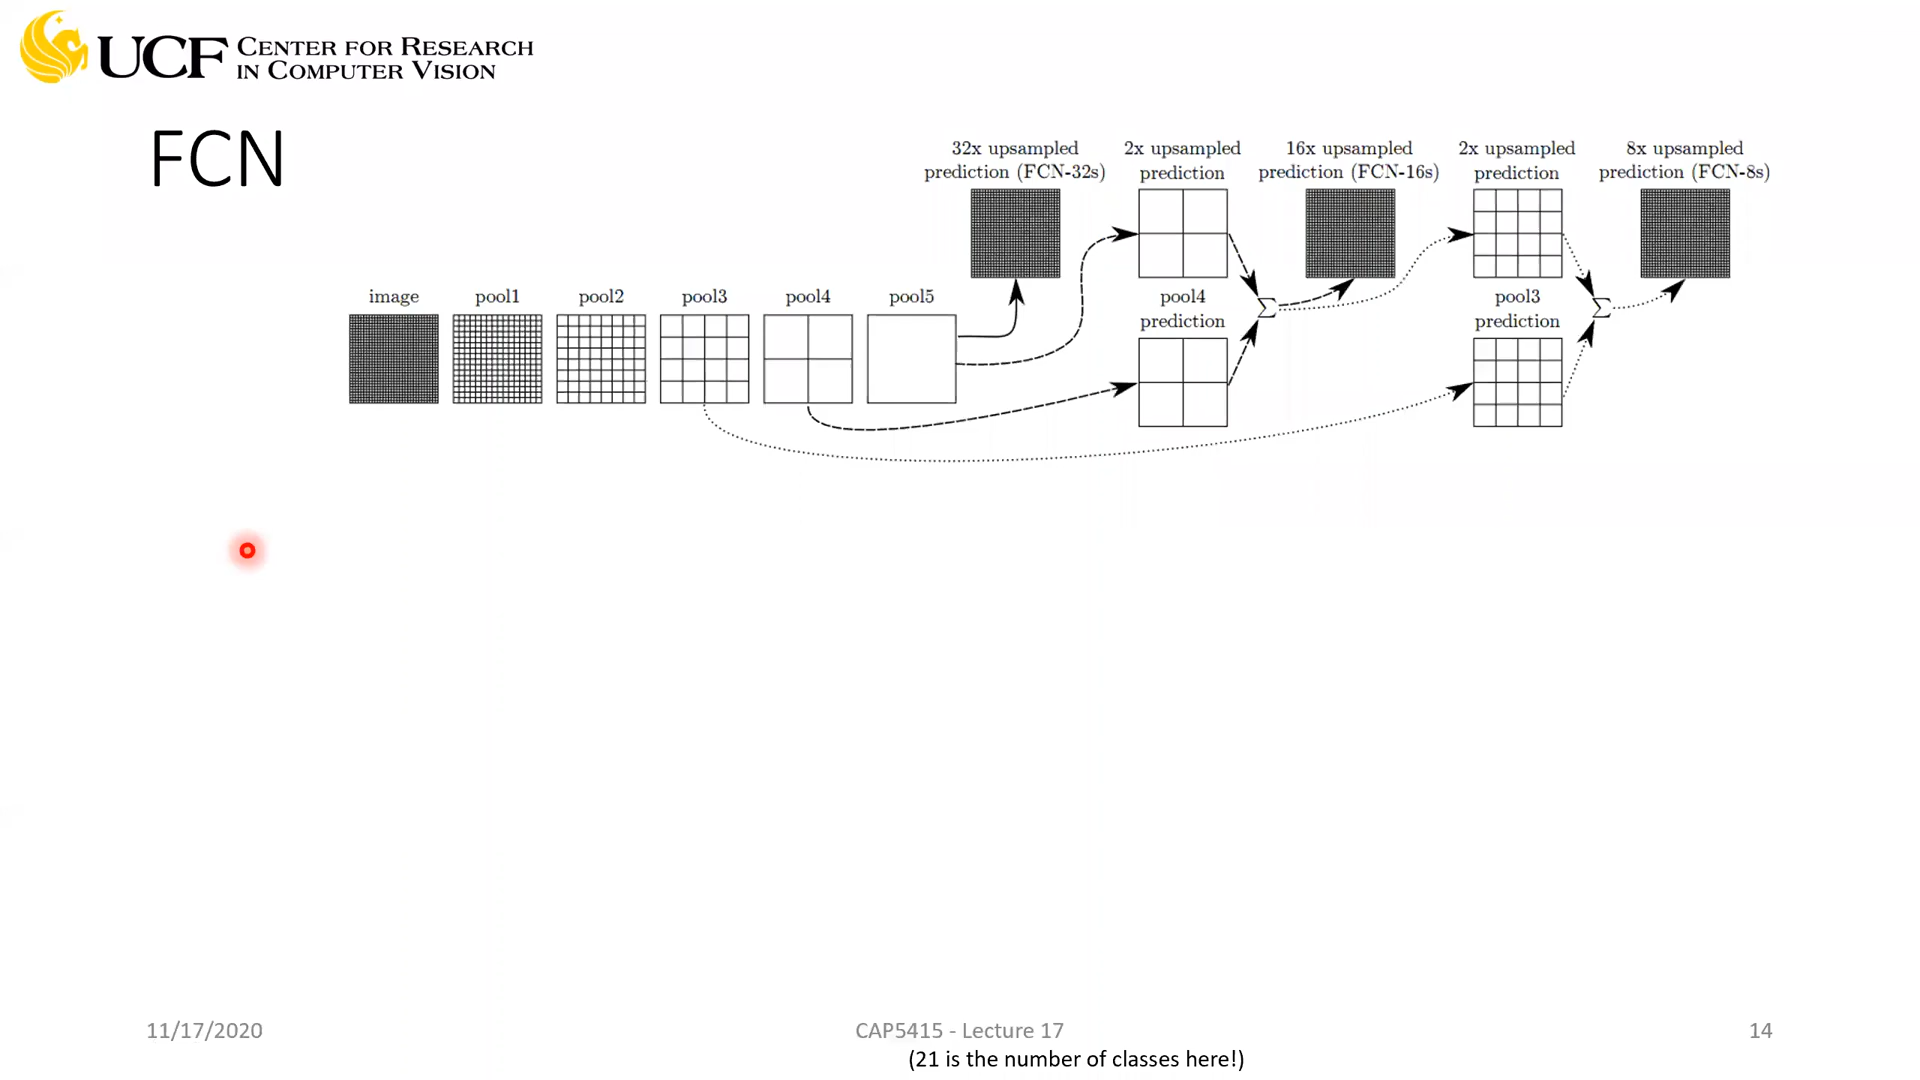 UCF CENTER FOR RESEARCH
IN COMPUTER VISION
FCN
32x upsampled
prediction (FCN-32s)
2x upsampled
prediction
16x upsampled
prediction (FCN-16s)
2x upsampled
prediction
8x upsampled
prediction (FCN-8s)
image
pool1
pool2
pool3
pool4
pool5
pool4
prediction
Σ
pool3
prediction
Σ
11/17/2020
CAP5415 - Lecture 17
14
(21 is the number of classes here!)